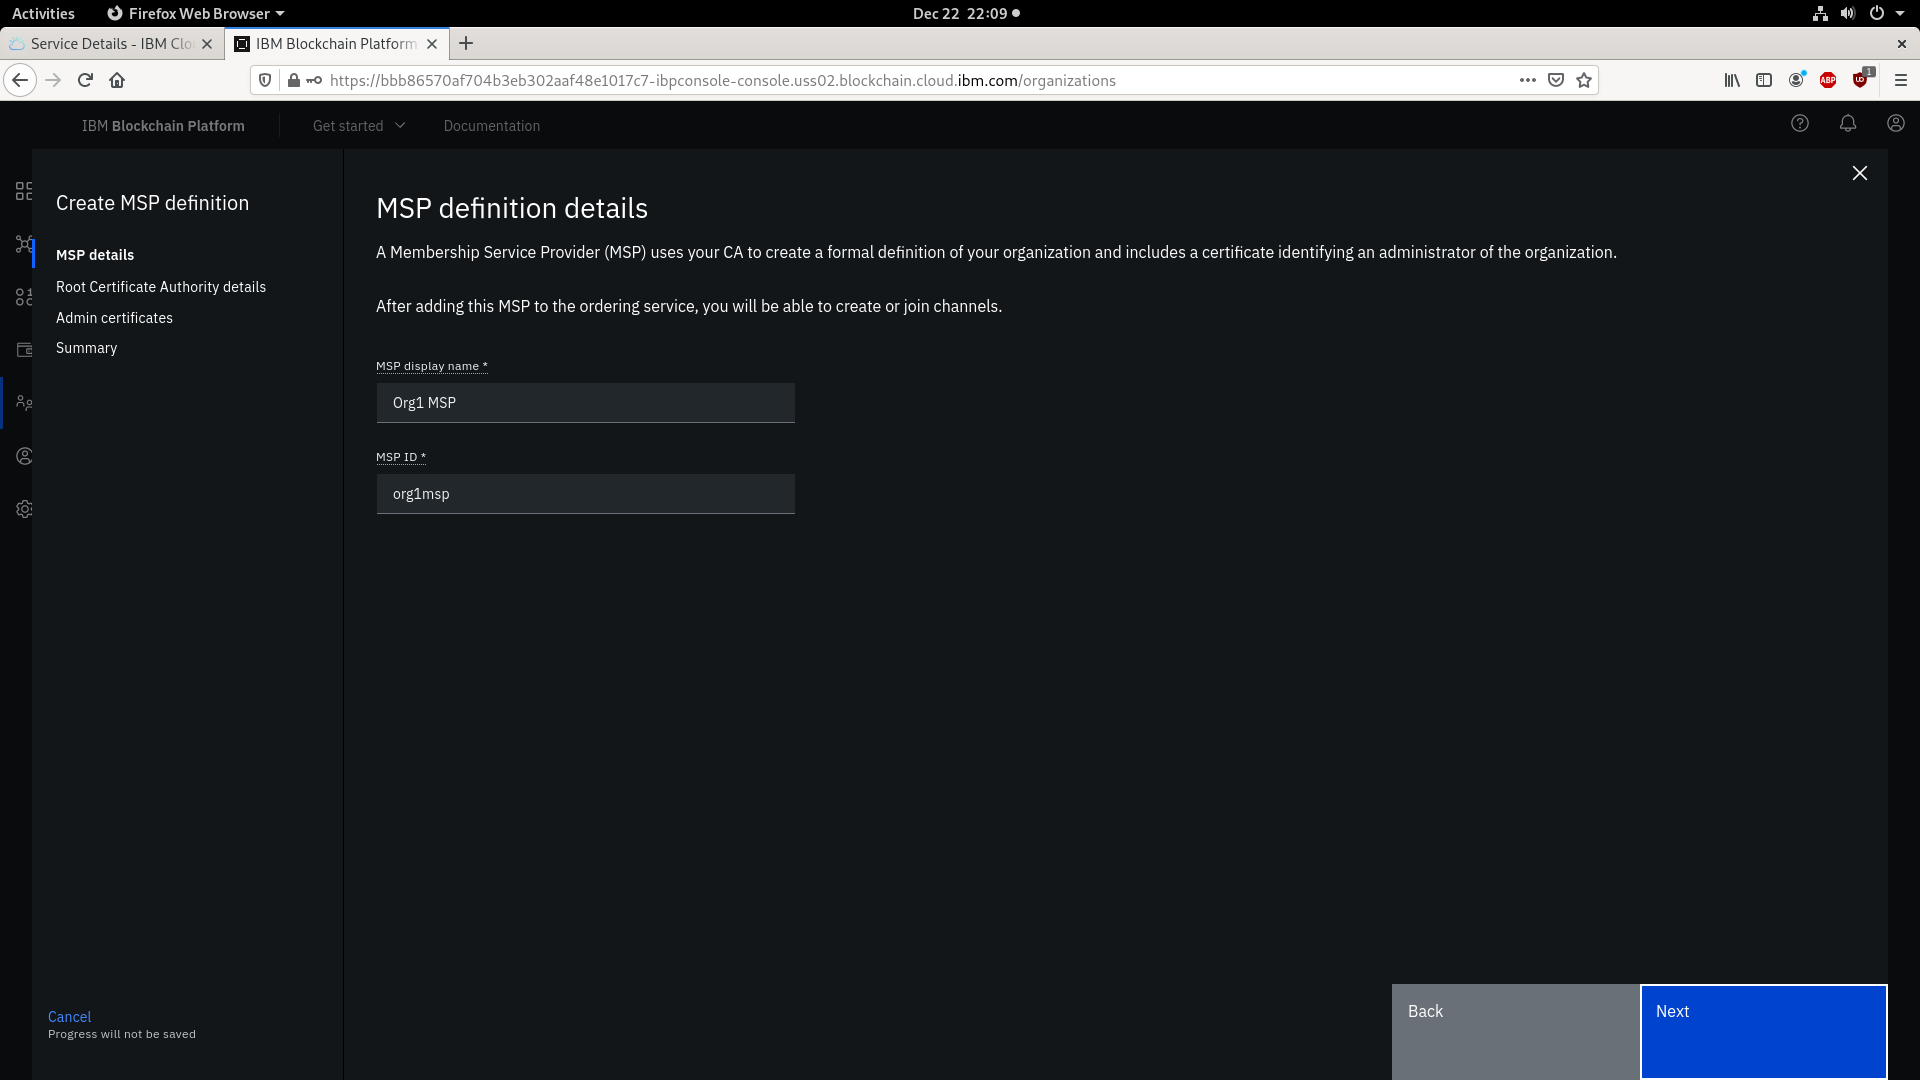 Activities
Firefox Web Browser
Dec 22 22:09
Service Details - IBM Clo
IBM Blockchain Platform
https://bbb86570af704b3eb302aaf48e1017c7-ibpconsole-console.uss02.blockchain.cloud.ibm.com/organizations
ABP
1
IBM Blockchain Platform
Get started
Documentation
Create MSP definition
MSP details
Root Certificate Authority details
Admin certificates
Summary
MSP definition details
A Membership Service Provider (MSP) uses your CA to create a formal definition of your organization and includes a certificate identifying an administrator of the organization.
After adding this MSP to the ordering service, you will be able to create or join channels.
MSP display name *
Org1 MSP
MSP ID *
org1msp
Cancel
Progress will not be saved
Back
Next